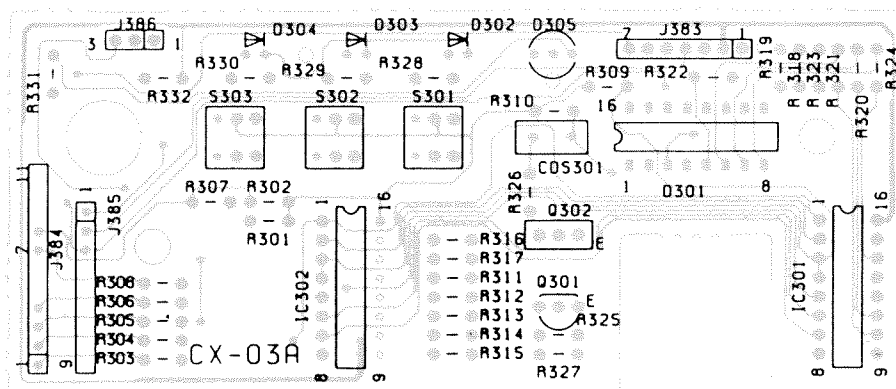 J386
3
1
D304
D303
D302
D305
7
J383
1
R319
R331
R330
R329
R328
R309
R322
R318
R323
R321
R324
R332
S303
S302
S301
R310
16
R320
COS301
1
D301
8
R307
R302
R326
1
16
1
16
Q302
E
R301
11
7
J384
1
1
J385
9
R308
R306
R305
R304
R303
CX-03A
IC302
8
9
R316
R317
R311
R312
R313
R314
R315
Q301
E
R325
R327
IC301
8
9